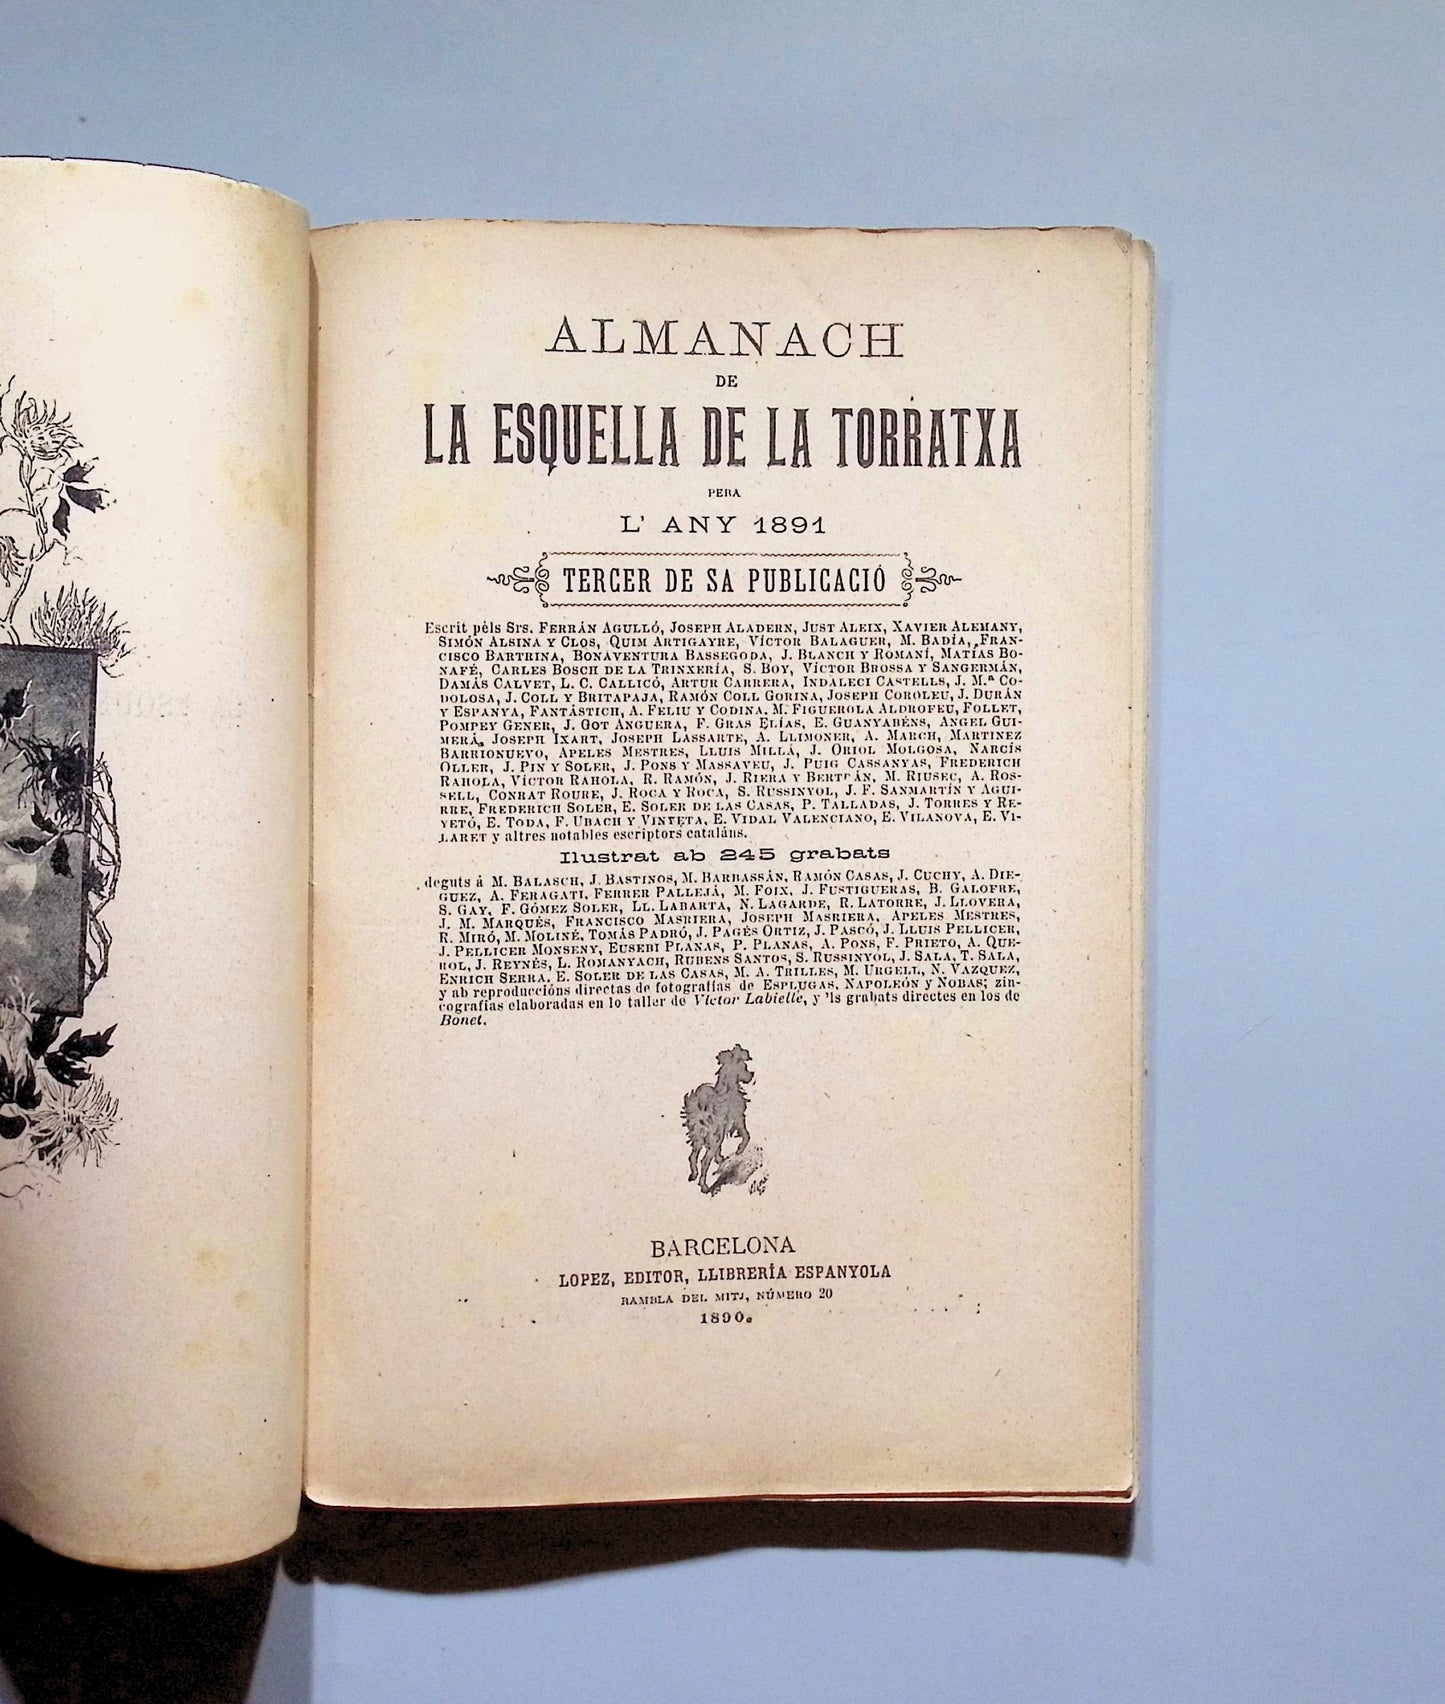 ALMANACH
DE
LA ESQUELLA DE LA TORRATXA
PERA
L' ANY 1891
TERCER DE SA PUBLICACIÓ
Escrit pèls Srs. FERRÁN AGULLÓ, JOSEPH ALADERN, JUST ALEIX, XAVIER ALEMANY,
SIMÓN ALSINA Y CLOS, QUIM ARTIGAYRE, VÍCTOR BALAGUER, M. BADÍA, FRAN-
CISCO BARTRINA, BONAVENTURA BASSEGODA, J. BLANCH Y ROMANÍ, MATÍAS BO-
NAFÉ, CARLES BOSCH DE LA TRINXERÍA, S. BOY, VÍCTOR BROSSA Y SANGERMÁN,
DAMÁS CALVET, L. C. CALLICÓ, ARTUR CARRERA, INDALECI CASTELLS, J. M.ª CO-
DOLOSA, J. COLL Y BRITAPAJA, RAMÓN COLL GORINA, JOSEPH COROLEU, J. DURÁN
Y ESPANYA, FANTÁSTICH, A. FELIU Y CODINA, M. FIGUEROLA ALDROFEU, FOLLET,
POMPEY GENER, J. GOT ANGUERA, F. GRAS ELÍAS, E. GUANYABÉNS, ANGEL GUI-
MERÁ, JOSEPH IXART, JOSEPH LASSARTE, A. LLIMONER, A. MARCH, MARTINEZ
BARRIONUEVO, APELES MESTRES, LLUIS MILLÁ, J. ORIOL MOLGOSA, NARCÍS
OLLER, J. PIN Y SOLER, J. PONS Y MASSAVEU, J. PUIG CASSANYAS, FREDERICH
RAHOLA, VÍCTOR RAHOLA, R. RAMÓN, J. RIERA Y BERTRÁN, M. RIUSEC, A. ROS-
SELL, CONRAT ROURE, J. ROCA Y ROCA, S. RUSSINYOL, J. F. SANMARTÍN Y AGUI-
RRE, FREDERICH SOLER, E. SOLER DE LAS CASAS, P. TALLADAS, J. TORRES Y RE-
YETÓ, E. TODA, F. UBACH Y VINYETA, E. VIDAL VALENCIANO, E. VILANOVA, E. VI-
LARET y altres notables escriptors cataláns.
Ilustrat ab 245 grabats
deguts á M. BALASCH, J. BASTINOS, M. BARBASSÁN, RAMÓN CASAS, J. CUCHY, A. DIE-
GUEZ, A. FERAGATI, FERRER PALLEJÁ, M. FOIX, J. FUSTIGUERAS, B. GALOFRE,
S. GAY, F. GÓMEZ SOLER, LL. LABARTA, N. LAGARDE, R. LATORRE, J. LLOVERA,
J. M. MARQUÉS, FRANCISCO MASRIERA, JOSEPH MASRIERA, APELES MESTRES,
R. MIRÓ, M. MOLINÉ, TOMÁS PADRÓ, J. PAGÉS ORTIZ, J. PASCÓ, J. LLUIS PELLICER,
J. PELLICER MONSENY, EUSEBI PLANAS, P. PLANAS, A. PONS, F. PRIETO, A. QUE-
ROL, J. REYNÉS, L. ROMANYACH, RUBENS SANTOS, S. RUSSINYOL, J. SALA, T. SALA,
ENRICH SERRA, E. SOLER DE LAS CASAS, M. A. TRILLES, M. URGELL, N. VAZQUEZ,
y ab reproduccións directas de fotografías de ESPLUGAS, NAPOLEÓN Y NOBAS; zin-
cografías elaboradas en lo taller de Víctor Labielle, y 'ls grabats directes en los de
Bonet.
BARCELONA
LOPEZ, EDITOR, LLIBRERÍA ESPANYOLA
RAMBLA DEL MITJ, NÚMERO 20
1890.